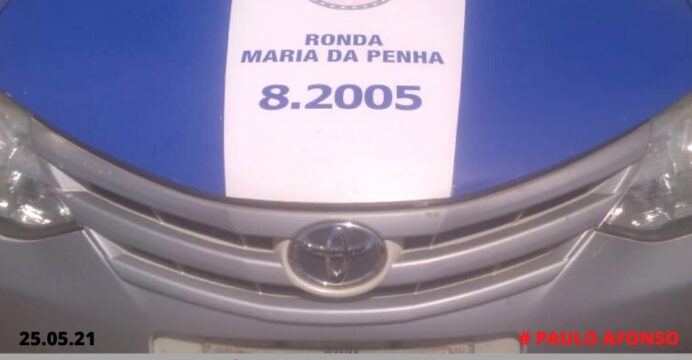 RONDA
MARIA DA PENHA
8.2005
25.05.21
# PAULO AFONSO